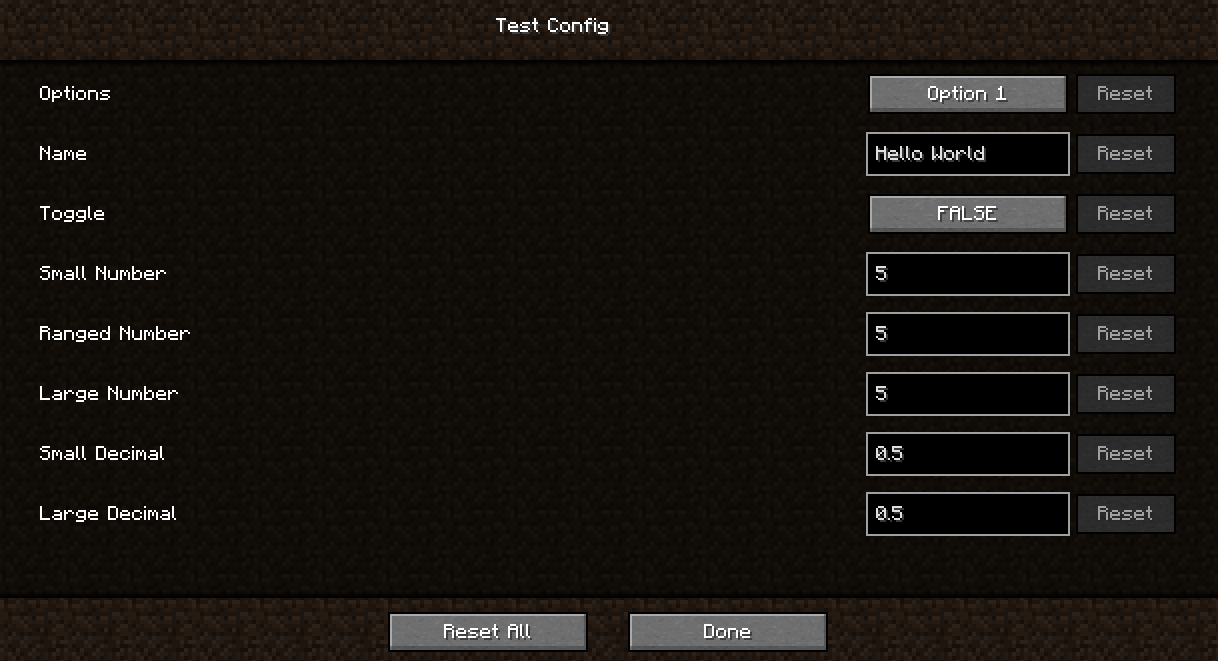 Test Config
Options Option 1 Reset
Name Hello World Reset
Toggle FALSE Reset
Small Number 5 Reset
Ranged Number 5 Reset
Large Number 5 Reset
Small Decimal 0.5 Reset
Large Decimal 0.5 Reset
Reset All Done